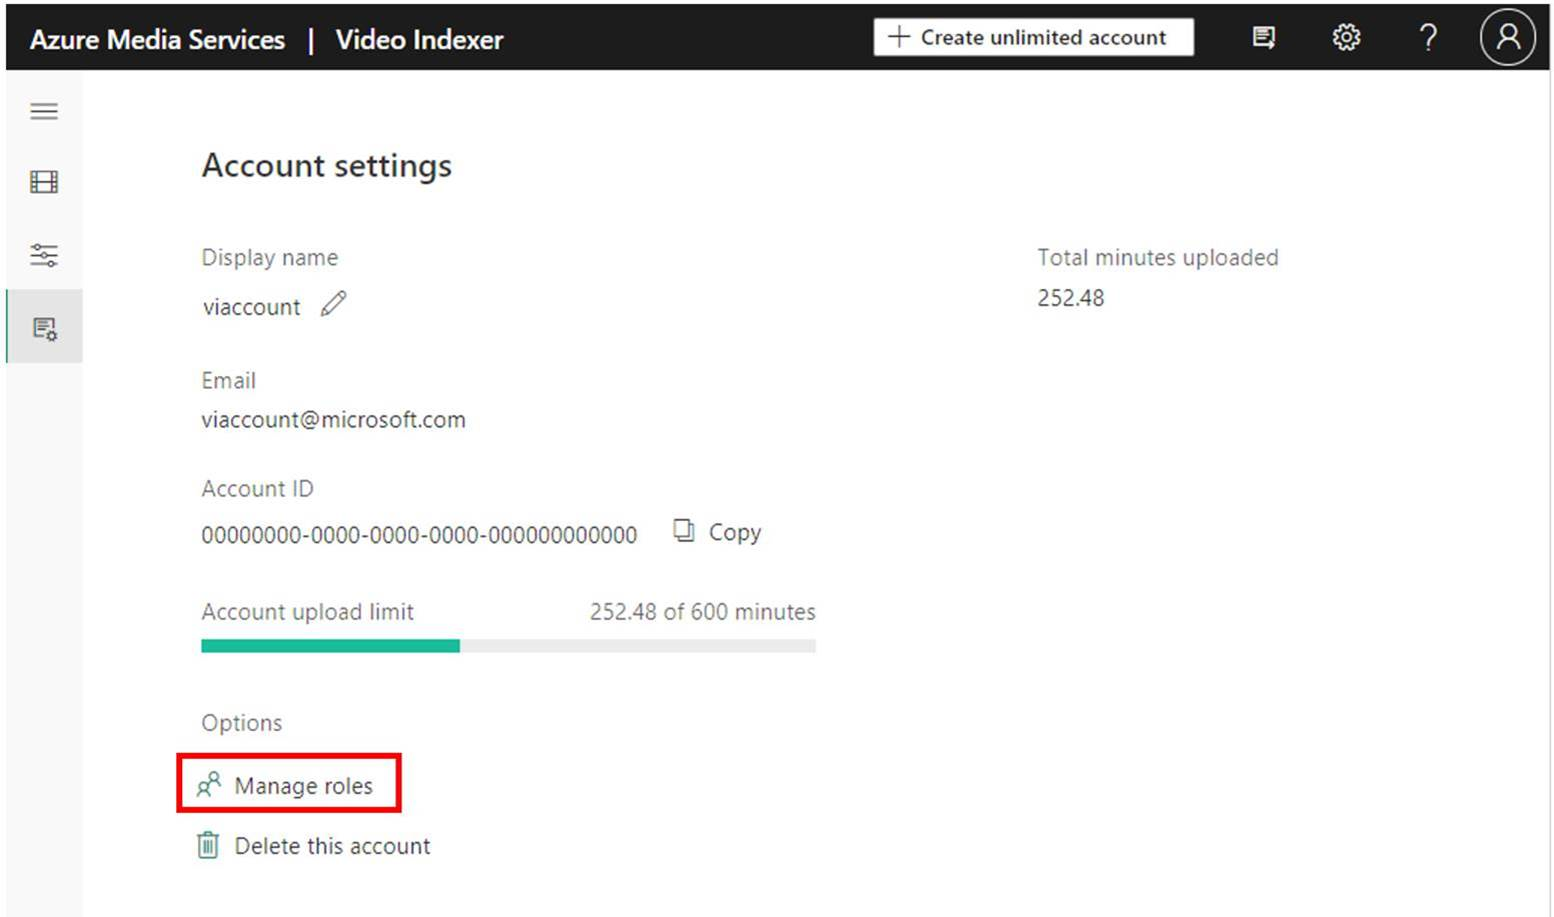 Azure Media Services | Video Indexer
Create unlimited account
?
Account settings
Display name
Total minutes uploaded
viaccount
252.48
Email
viaccount@microsoft.com
Account ID
00000000-0000-0000-0000-000000000000
Copy
Account upload limit
252.48 of 600 minutes
Options
Manage roles
Delete this account